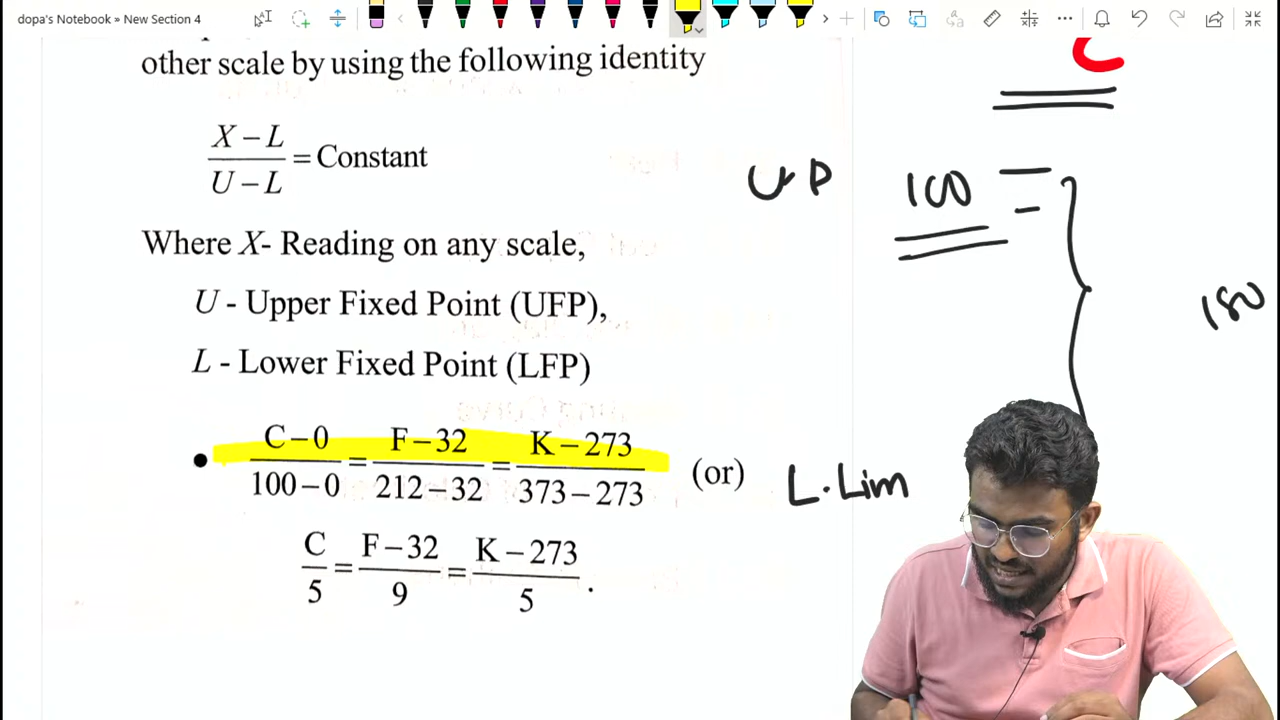 dopa's Notebook » New Section 4
other scale by using the following identity
X – L / U – L = Constant
Where X- Reading on any scale,
U - Upper Fixed Point (UFP),
L - Lower Fixed Point (LFP)
• C – 0 / 100 – 0 = F – 32 / 212 – 32 = K – 273 / 373 – 273 (or)
C / 5 = F – 32 / 9 = K – 273 / 5 .
C
U P
100
180
L. Lim